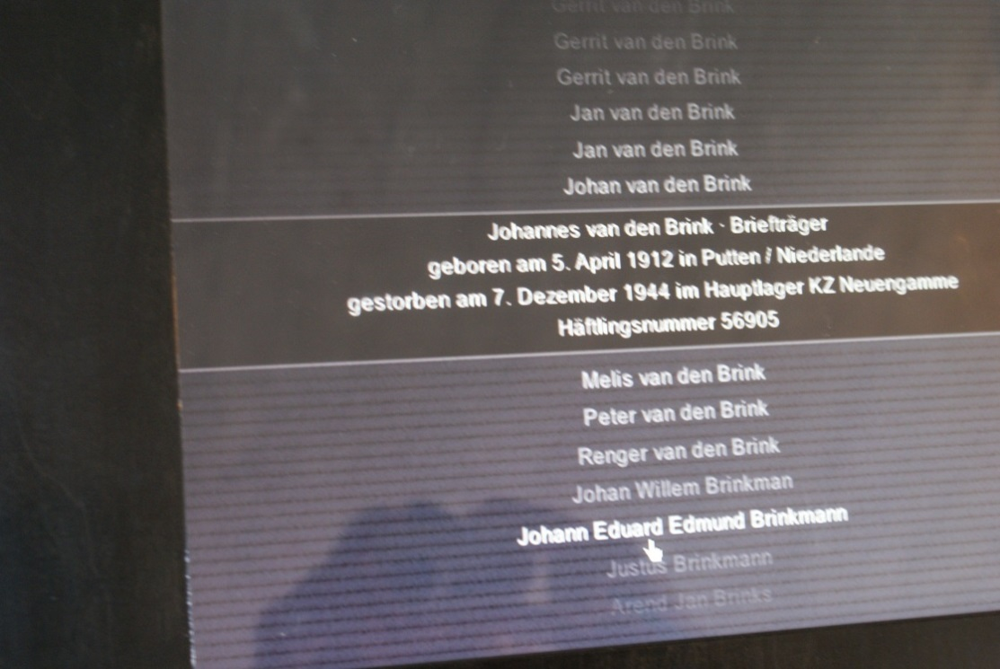 Gerrit van den Brink
Gerrit van den Brink
Gerrit van den Brink
Jan van den Brink
Jan van den Brink
Johan van den Brink
Johannes van den Brink - Briefträger
geboren am 5. April 1912 in Putten / Niederlande
gestorben am 7. Dezember 1944 im Hauptlager KZ Neuengamme
Häftlingsnummer 56905
Melis van den Brink
Peter van den Brink
Renger van den Brink
Johan Willem Brinkman
Johann Eduard Edmund Brinkmann
Justus Brinkmann
Arend Jan Brinks